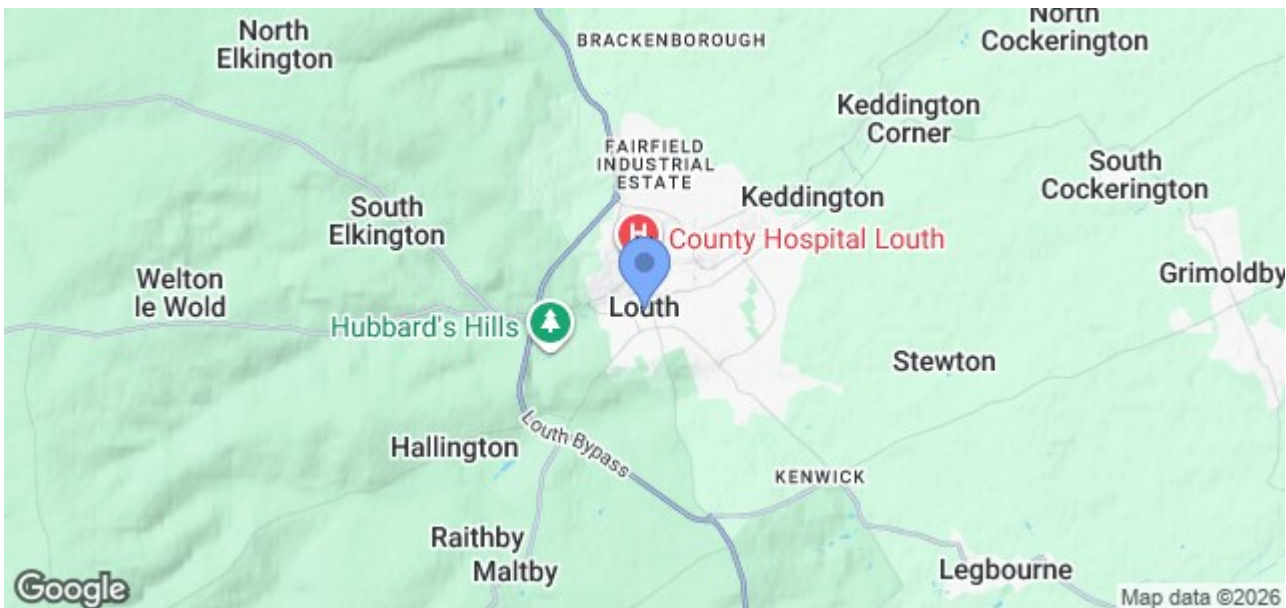 North
Elkington
BRACKENBOROUGH
North
Cockerington
Keddington
Corner
FAIRFIELD
INDUSTRIAL
ESTATE
South
Cockerington
Keddington
South
Elkington
H
County Hospital Louth
Welton
le Wold
Grimoldby
Louth
Hubbard's Hills
Stewton
Louth Bypass
Hallington
KENWICK
Raithby
Maltby
Legbourne
Google
Map data ©2026